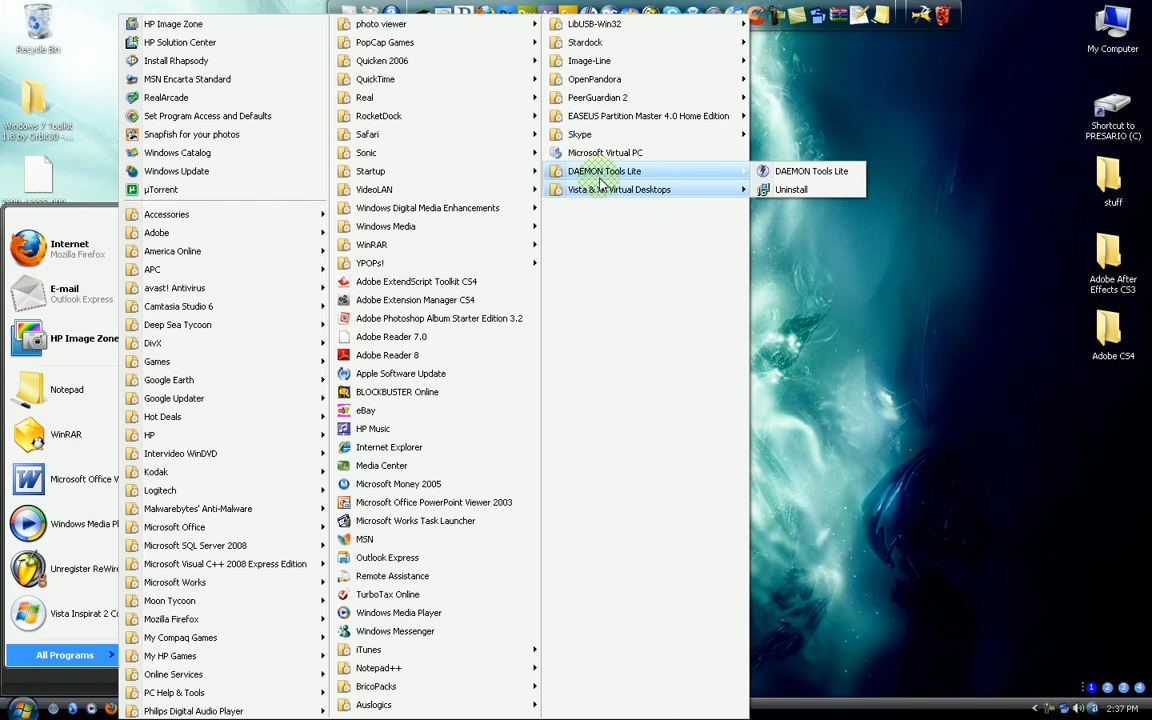 Recycle Bin
Windows 7 Toolkit
1.8 by Orbit30 -...
Internet
Mozilla Firefox
E-mail
Outlook Express
HP Image Zone
Notepad
WinRAR
Microsoft Office W
Windows Media Pl
Unregister ReWire
Vista Inspirat 2 Co
All Programs
HP Image Zone
HP Solution Center
Install Rhapsody
MSN Encarta Standard
RealArcade
Set Program Access and Defaults
Snapfish for your photos
Windows Catalog
Windows Update
µTorrent
Accessories
Adobe
America Online
APC
avast! Antivirus
Camtasia Studio 6
Deep Sea Tycoon
DivX
Games
Google Earth
Google Updater
Hot Deals
HP
Intervideo WinDVD
Kodak
Logitech
Malwarebytes' Anti-Malware
Microsoft Office
Microsoft SQL Server 2008
Microsoft Visual C++ 2008 Express Edition
Microsoft Works
Moon Tycoon
Mozilla Firefox
My Compaq Games
My HP Games
Online Services
PC Help & Tools
Philips Digital Audio Player
photo viewer
PopCap Games
Quicken 2006
QuickTime
Real
RocketDock
Safari
Sonic
Startup
VideoLAN
Windows Digital Media Enhancements
Windows Media
WinRAR
YPOPs!
Adobe ExtendScript Toolkit CS4
Adobe Extension Manager CS4
Adobe Photoshop Album Starter Edition 3.2
Adobe Reader 7.0
Adobe Reader 8
Apple Software Update
BLOCKBUSTER Online
eBay
HP Music
Internet Explorer
Media Center
Microsoft Money 2005
Microsoft Office PowerPoint Viewer 2003
Microsoft Works Task Launcher
MSN
Outlook Express
Remote Assistance
TurboTax Online
Windows Media Player
Windows Messenger
iTunes
Notepad++
BricoPacks
Auslogics
LibUSB-Win32
Stardock
Image-Line
OpenPandora
PeerGuardian 2
EASEUS Partition Master 4.0 Home Edition
Skype
Microsoft Virtual PC
DAEMON Tools Lite
Vista & XP Virtual Desktops
DAEMON Tools Lite
Uninstall
My Computer
Shortcut to
PRESARIO (C)
stuff
Adobe After
Effects CS3
Adobe CS4
1 2 3 4
2:37 PM